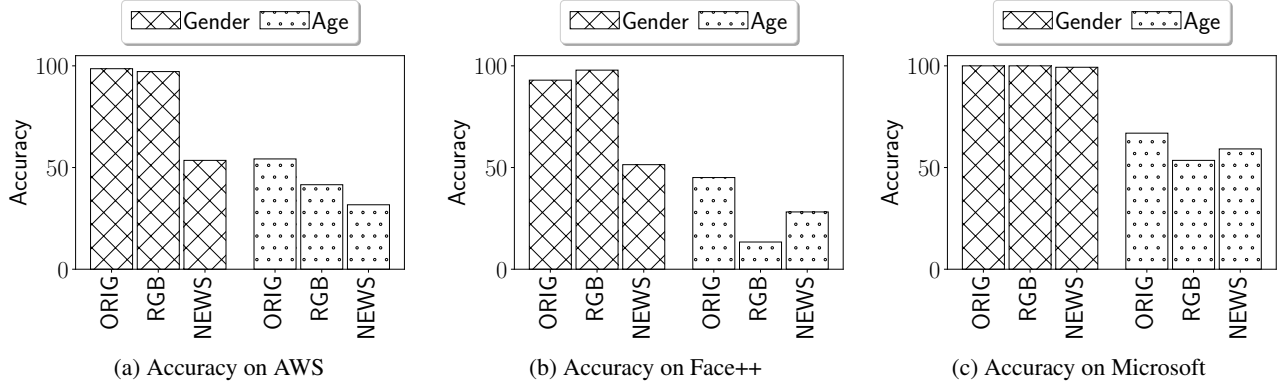 Gender Age
100
50
0
Accuracy
ORIG
RGB
NEWS
ORIG
RGB
NEWS
(a) Accuracy on AWS
Gender Age
100
50
0
Accuracy
ORIG
RGB
NEWS
ORIG
RGB
NEWS
(b) Accuracy on Face++
Gender Age
100
50
0
Accuracy
ORIG
RGB
NEWS
ORIG
RGB
NEWS
(c) Accuracy on Microsoft